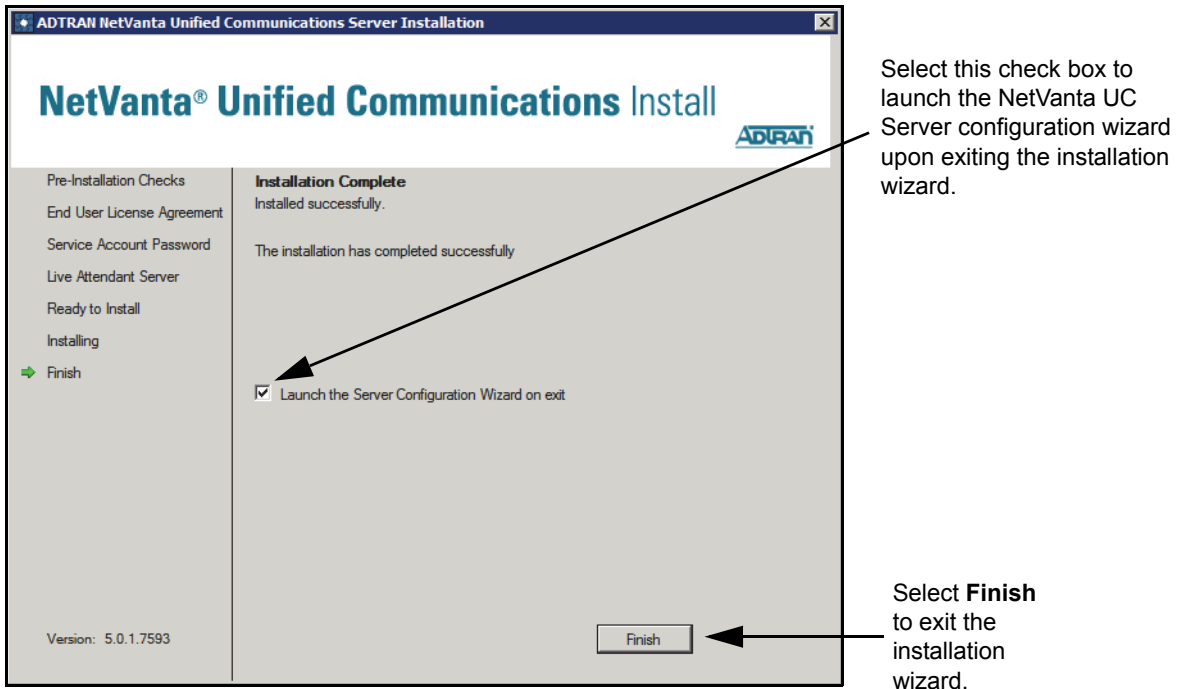 ADTRAN NetVanta Unified Communications Server Installation
NetVanta® Unified Communications Install
ADTRAN
Pre-Installation Checks
End User License Agreement
Service Account Password
Live Attendant Server
Ready to Install
Installing
Finish
Installation Complete
Installed successfully.
The installation has completed successfully
Launch the Server Configuration Wizard on exit
Version: 5.0.1.7593
Finish
Select this check box to
launch the NetVanta UC
Server configuration wizard
upon exiting the installation
wizard.
Select Finish
to exit the
installation
wizard.